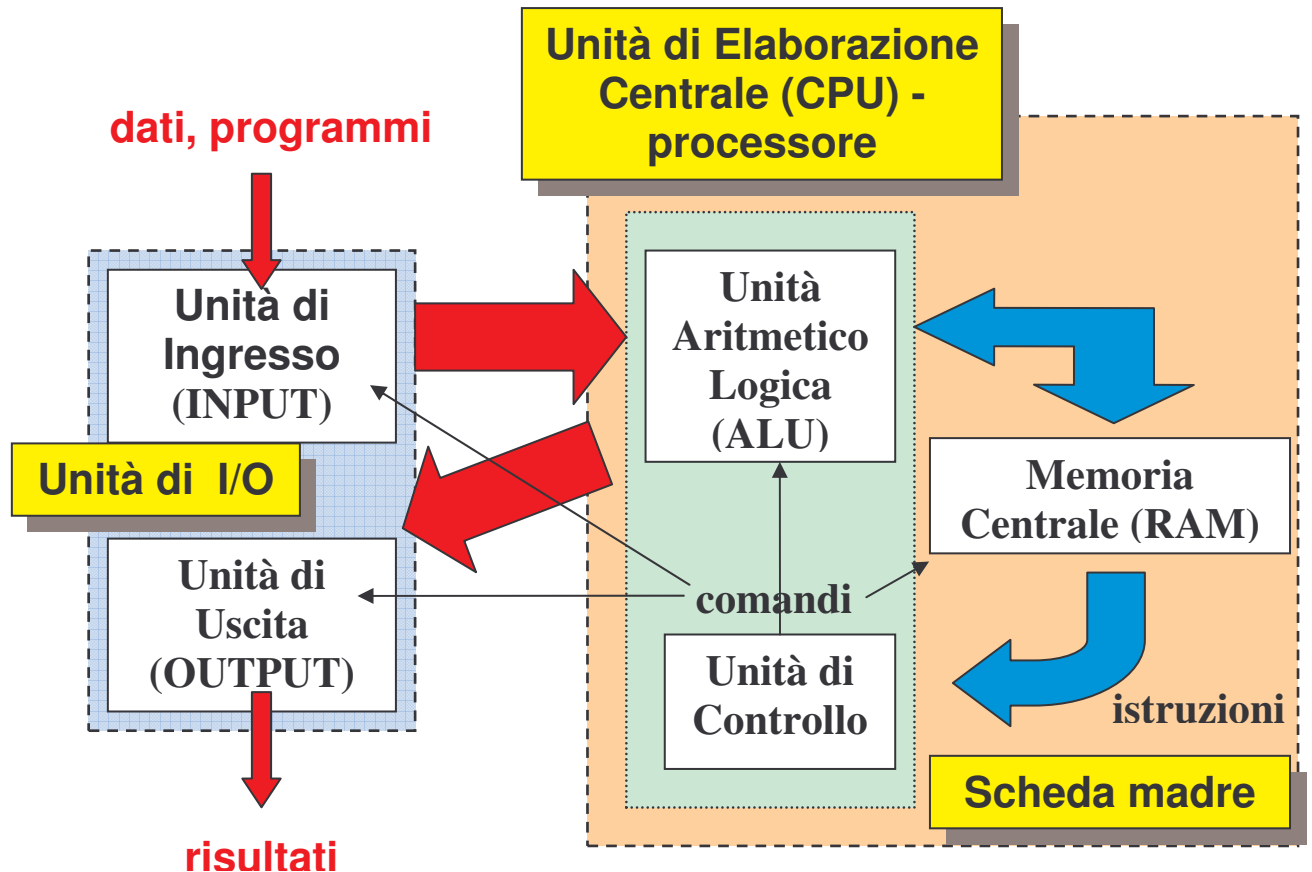 Unità di Elaborazione
Centrale (CPU) -
processore
dati, programmi
Unità di
Ingresso
(INPUT)
Unità
Aritmetico
Logica
(ALU)
Unità di  I/O
Memoria
Centrale (RAM)
Unità di
Uscita
(OUTPUT)
comandi
Unità di
Controllo
istruzioni
Scheda madre
risultati